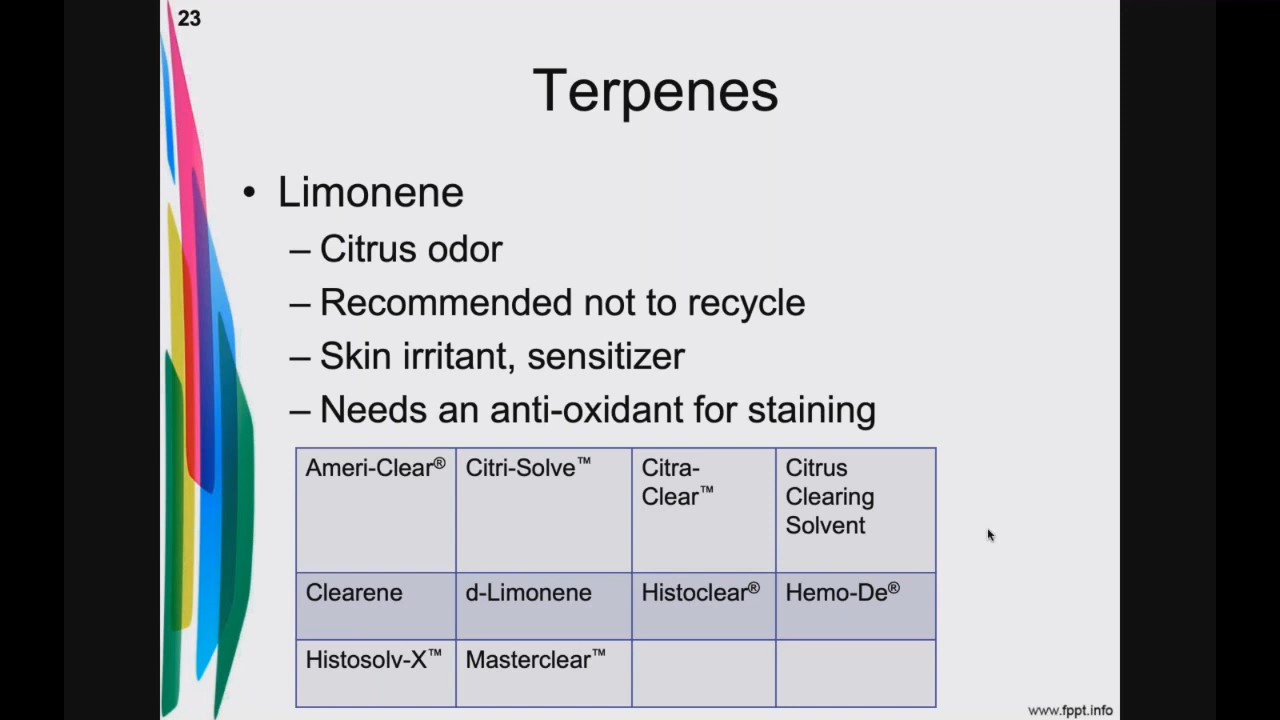 23
Terpenes
• Limonene
– Citrus odor
– Recommended not to recycle
– Skin irritant, sensitizer
– Needs an anti-oxidant for staining
Ameri-Clear® Citri-Solve™ Citra-
Clear™ Citrus
Clearing
Solvent
Clearene d-Limonene Histoclear® Hemo-De®
Histosolv-X™ Masterclear™
www.fppt.info